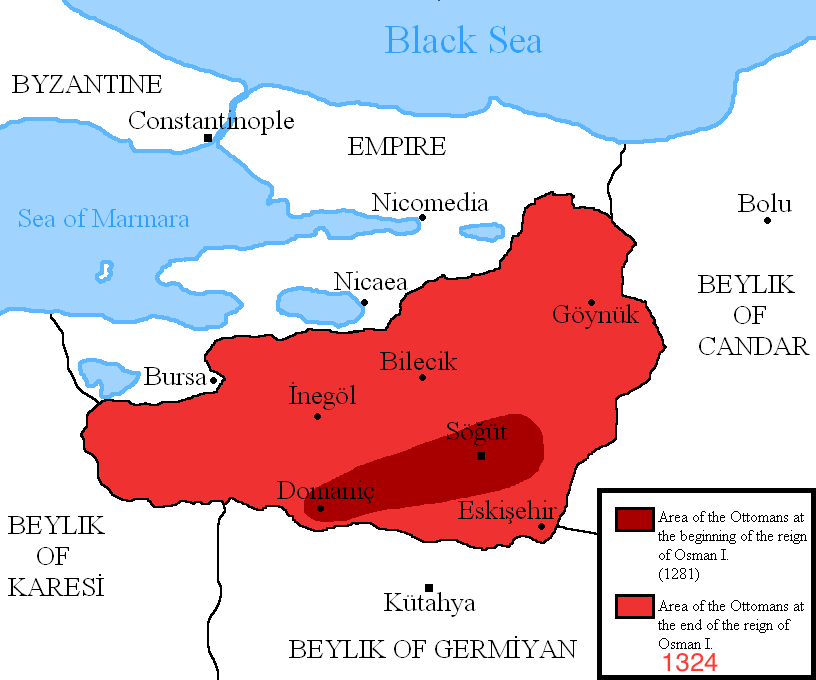 Black Sea
BYZANTINE
Constantinople
EMPIRE
Nicomedia
Bolu
Sea of Marmara
Nicaea
BEYLIK
OF
CANDAR
Göynük
Bilecik
Bursa
İnegöl
Söğüt
Domaniç
Eskişehir
BEYLIK
OF
KARESİ
Kütahya
BEYLIK OF GERMİYAN
Area of the Ottomans at
the beginning of the reign
of Osman I.
(1281)
Area of the Ottomans at
the end of the reign of
Osman I.
1324